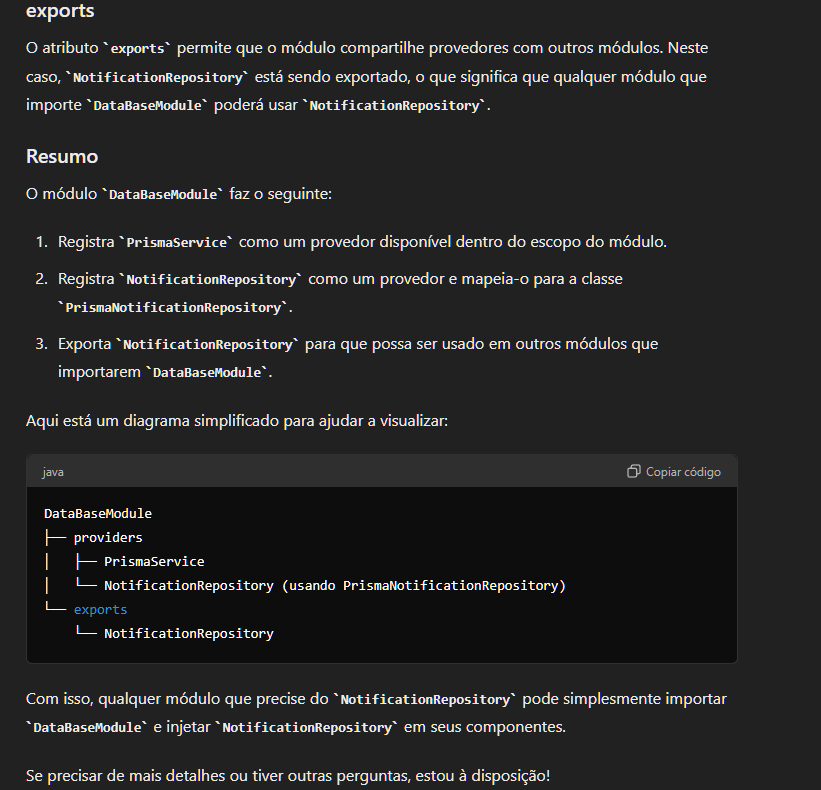 exports
O atributo `exports` permite que o módulo compartilhe provedores com outros módulos. Neste
caso, `NotificationRepository` está sendo exportado, o que significa que qualquer módulo que
importe `DataBaseModule` poderá usar `NotificationRepository`.
Resumo
O módulo `DataBaseModule` faz o seguinte:
1. Registra `PrismaService` como um provedor disponível dentro do escopo do módulo.
2. Registra `NotificationRepository` como um provedor e mapeia-o para a classe
`PrismaNotificationRepository`.
3. Exporta `NotificationRepository` para que possa ser usado em outros módulos que
importarem `DataBaseModule`.
Aqui está um diagrama simplificado para ajudar a visualizar:
java Copiar código
DataBaseModule
├── providers
│   ├── PrismaService
│   └── NotificationRepository (usando PrismaNotificationRepository)
└── exports
    └── NotificationRepository
Com isso, qualquer módulo que precise do `NotificationRepository` pode simplesmente importar
`DataBaseModule` e injetar `NotificationRepository` em seus componentes.
Se precisar de mais detalhes ou tiver outras perguntas, estou à disposição!